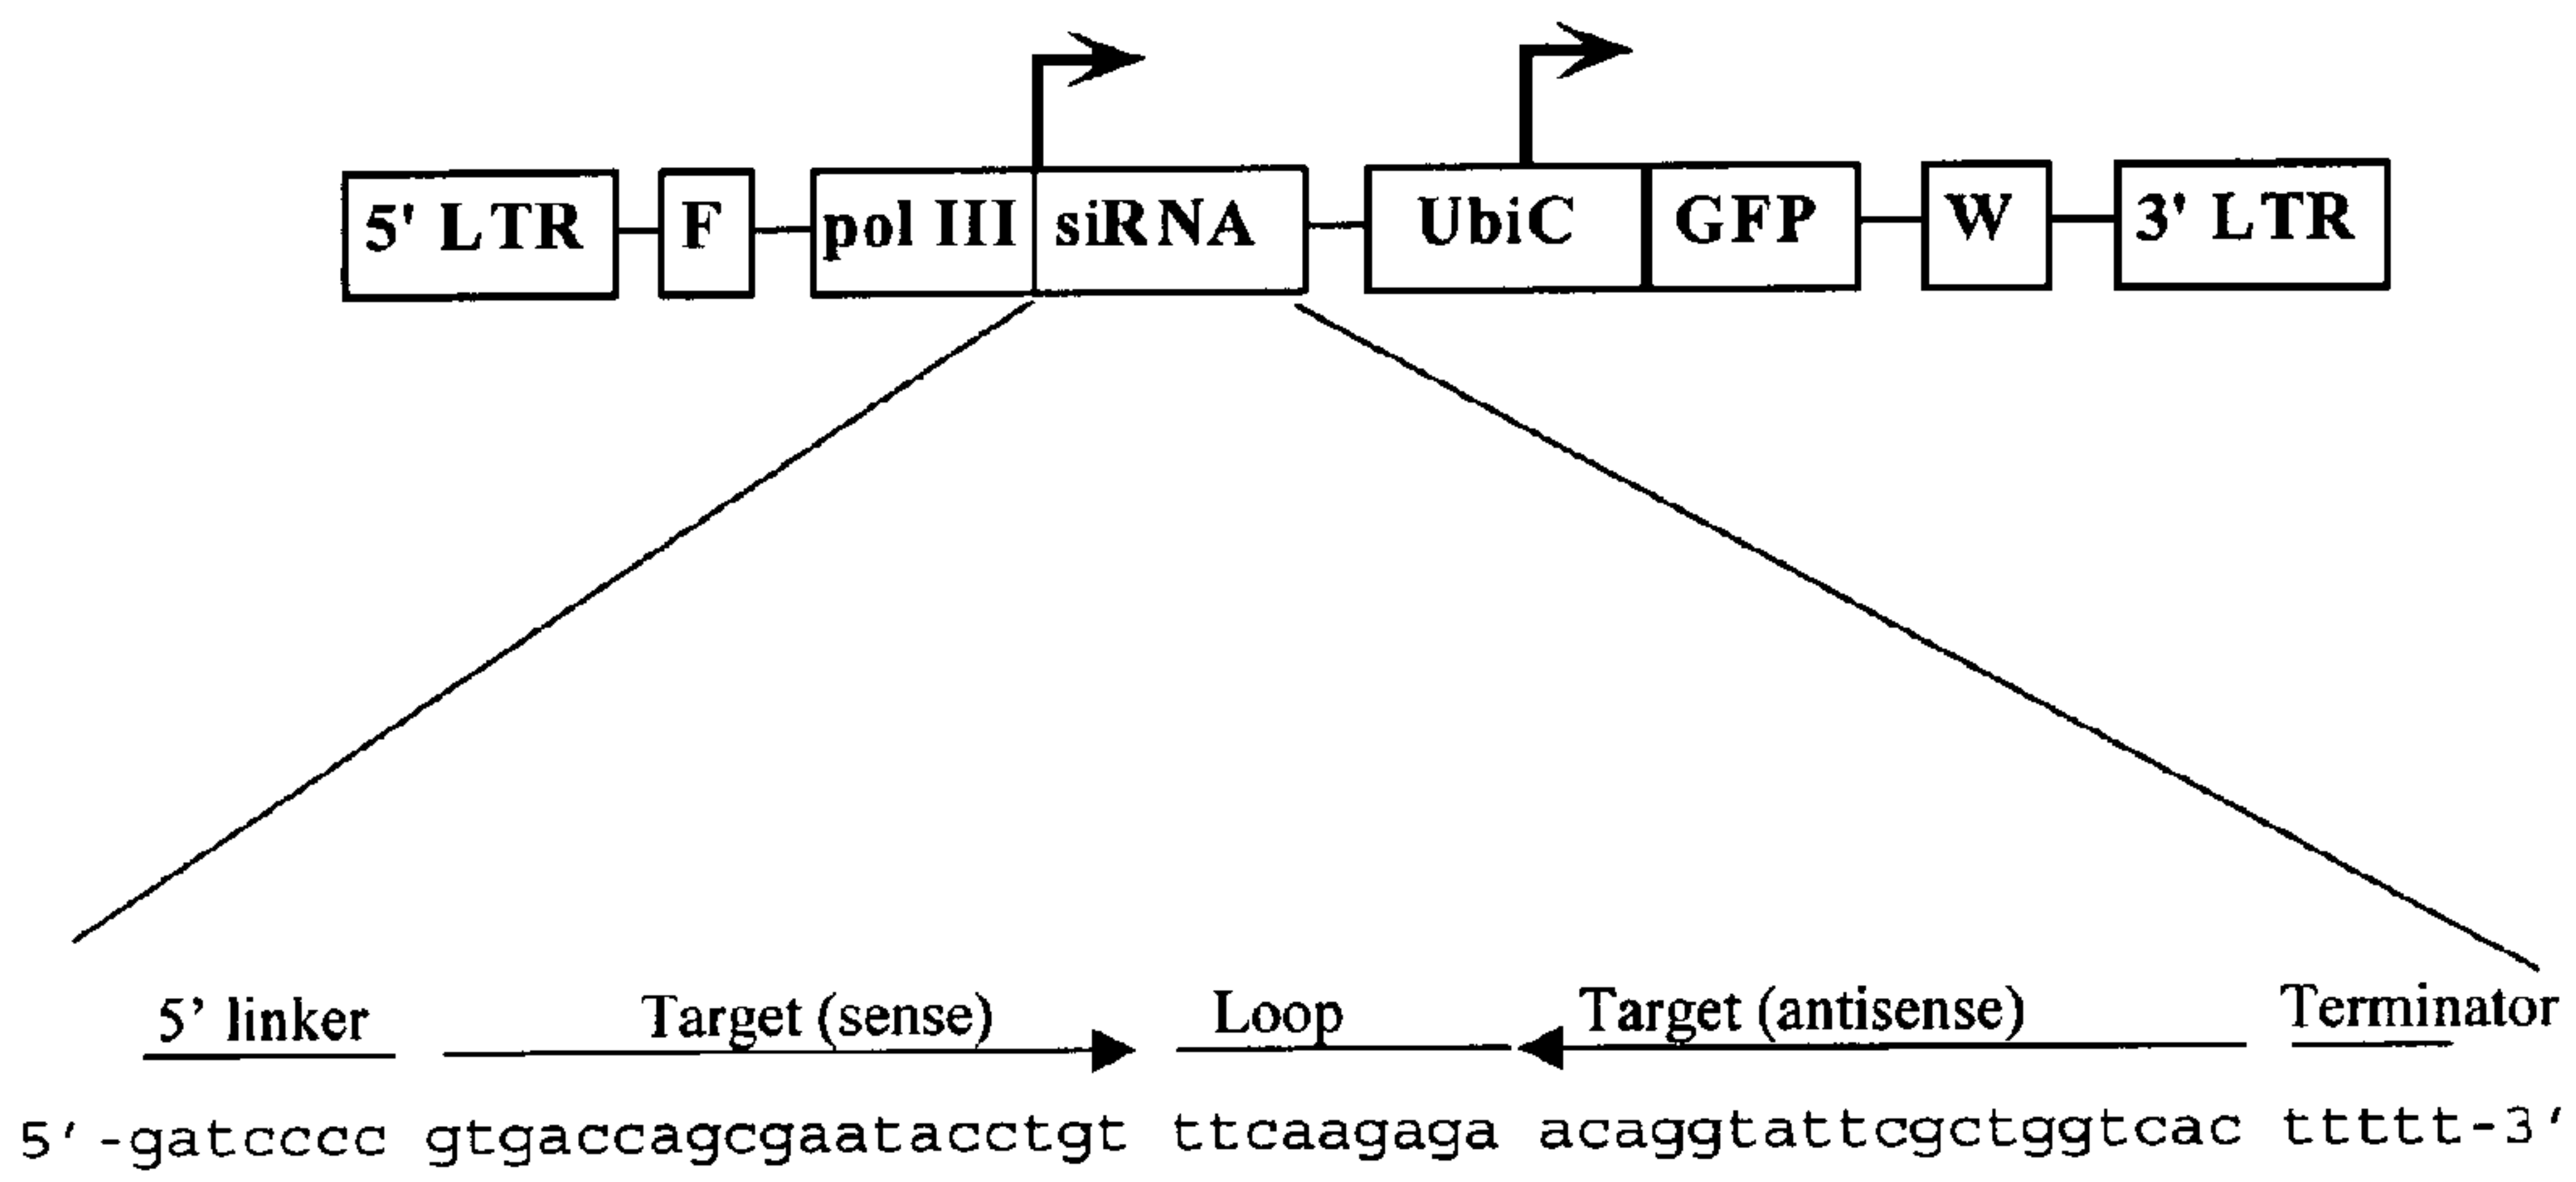 5' LTR F pol III siRNA UbiC GFP W 3' LTR
5’ linker Target (sense) Loop Target (antisense) Terminator
5′-gatcccc gtgaccagcgaatacctgt ttcaagaga acaggtattcgctggtcac ttttt-3′